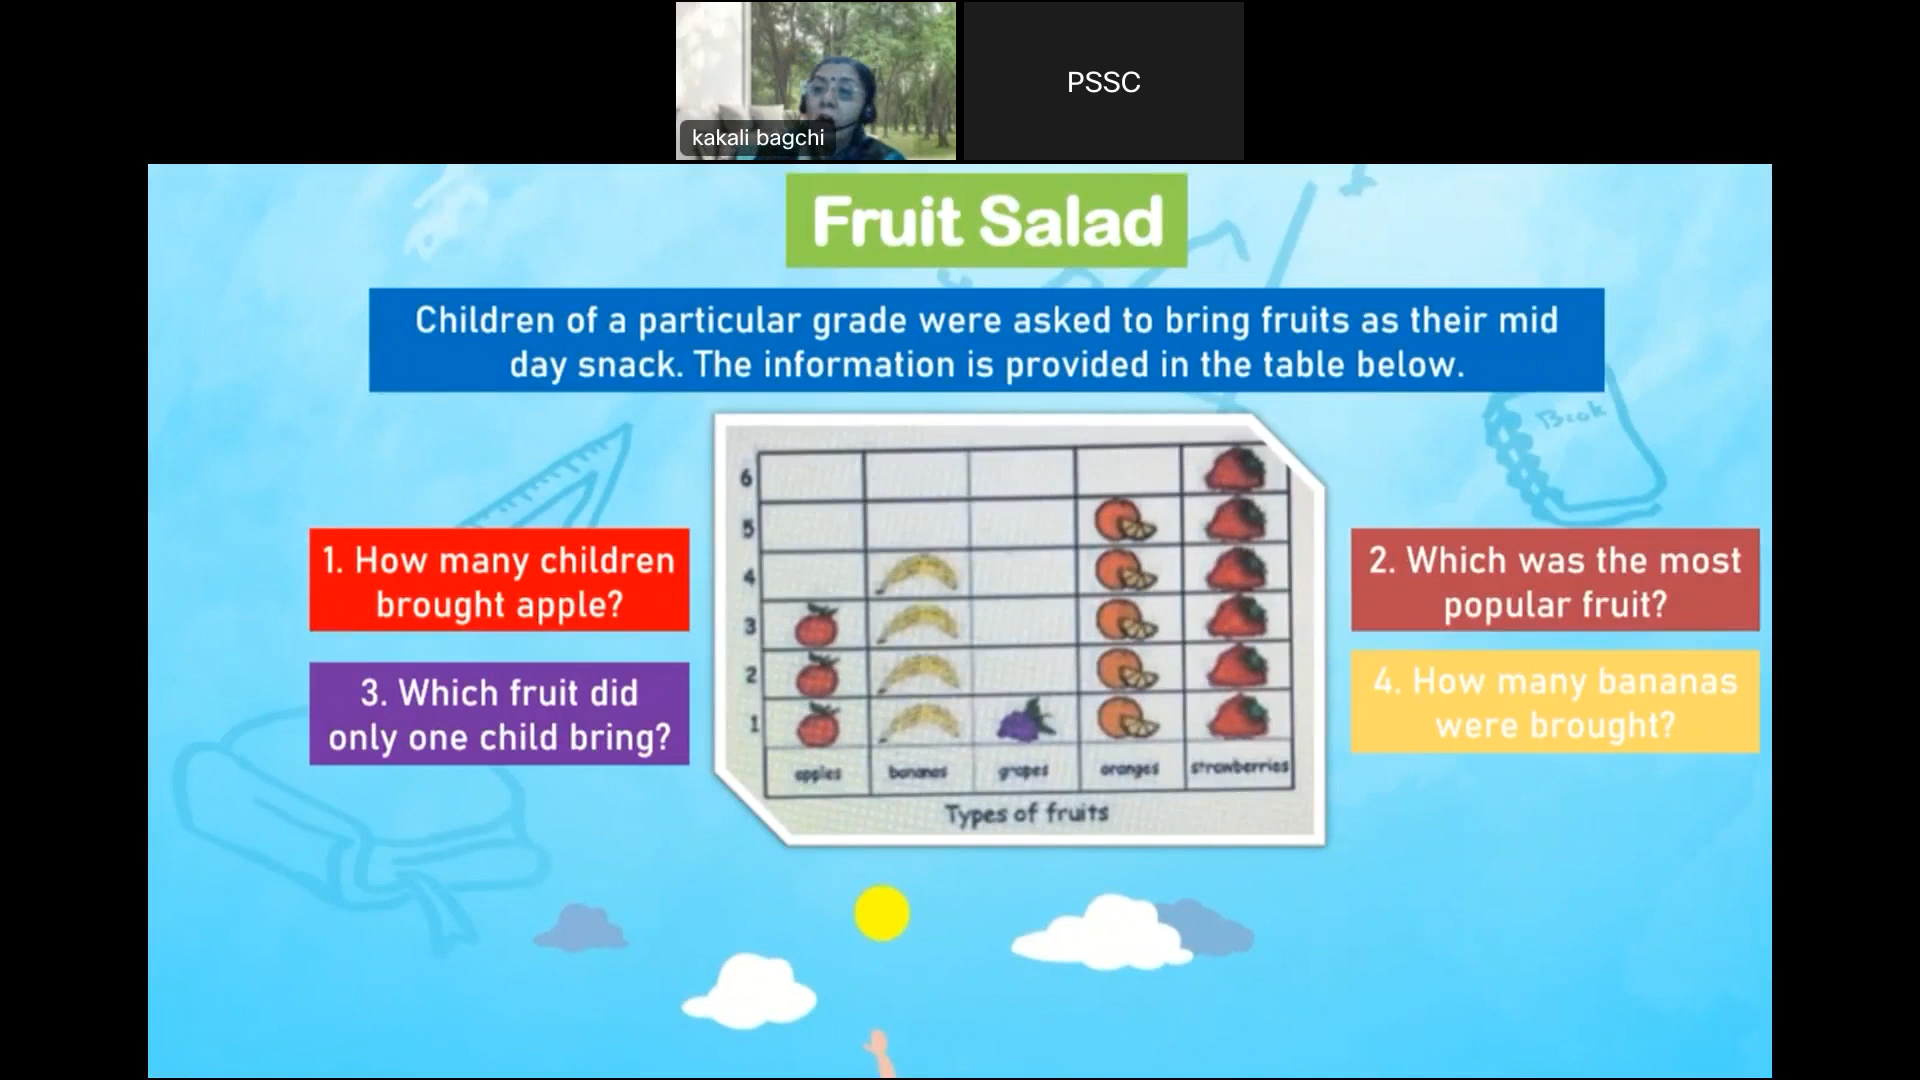 kakali bagchi
PSSC
Fruit Salad
Children of a particular grade were asked to bring fruits as their mid
day snack. The information is provided in the table below.
Book
1. How many children
brought apple?
3. Which fruit did
only one child bring?
6
5
4
3
2
1
apples bananas grapes oranges strawberries
Types of fruits
2. Which was the most
popular fruit?
4. How many bananas
were brought?